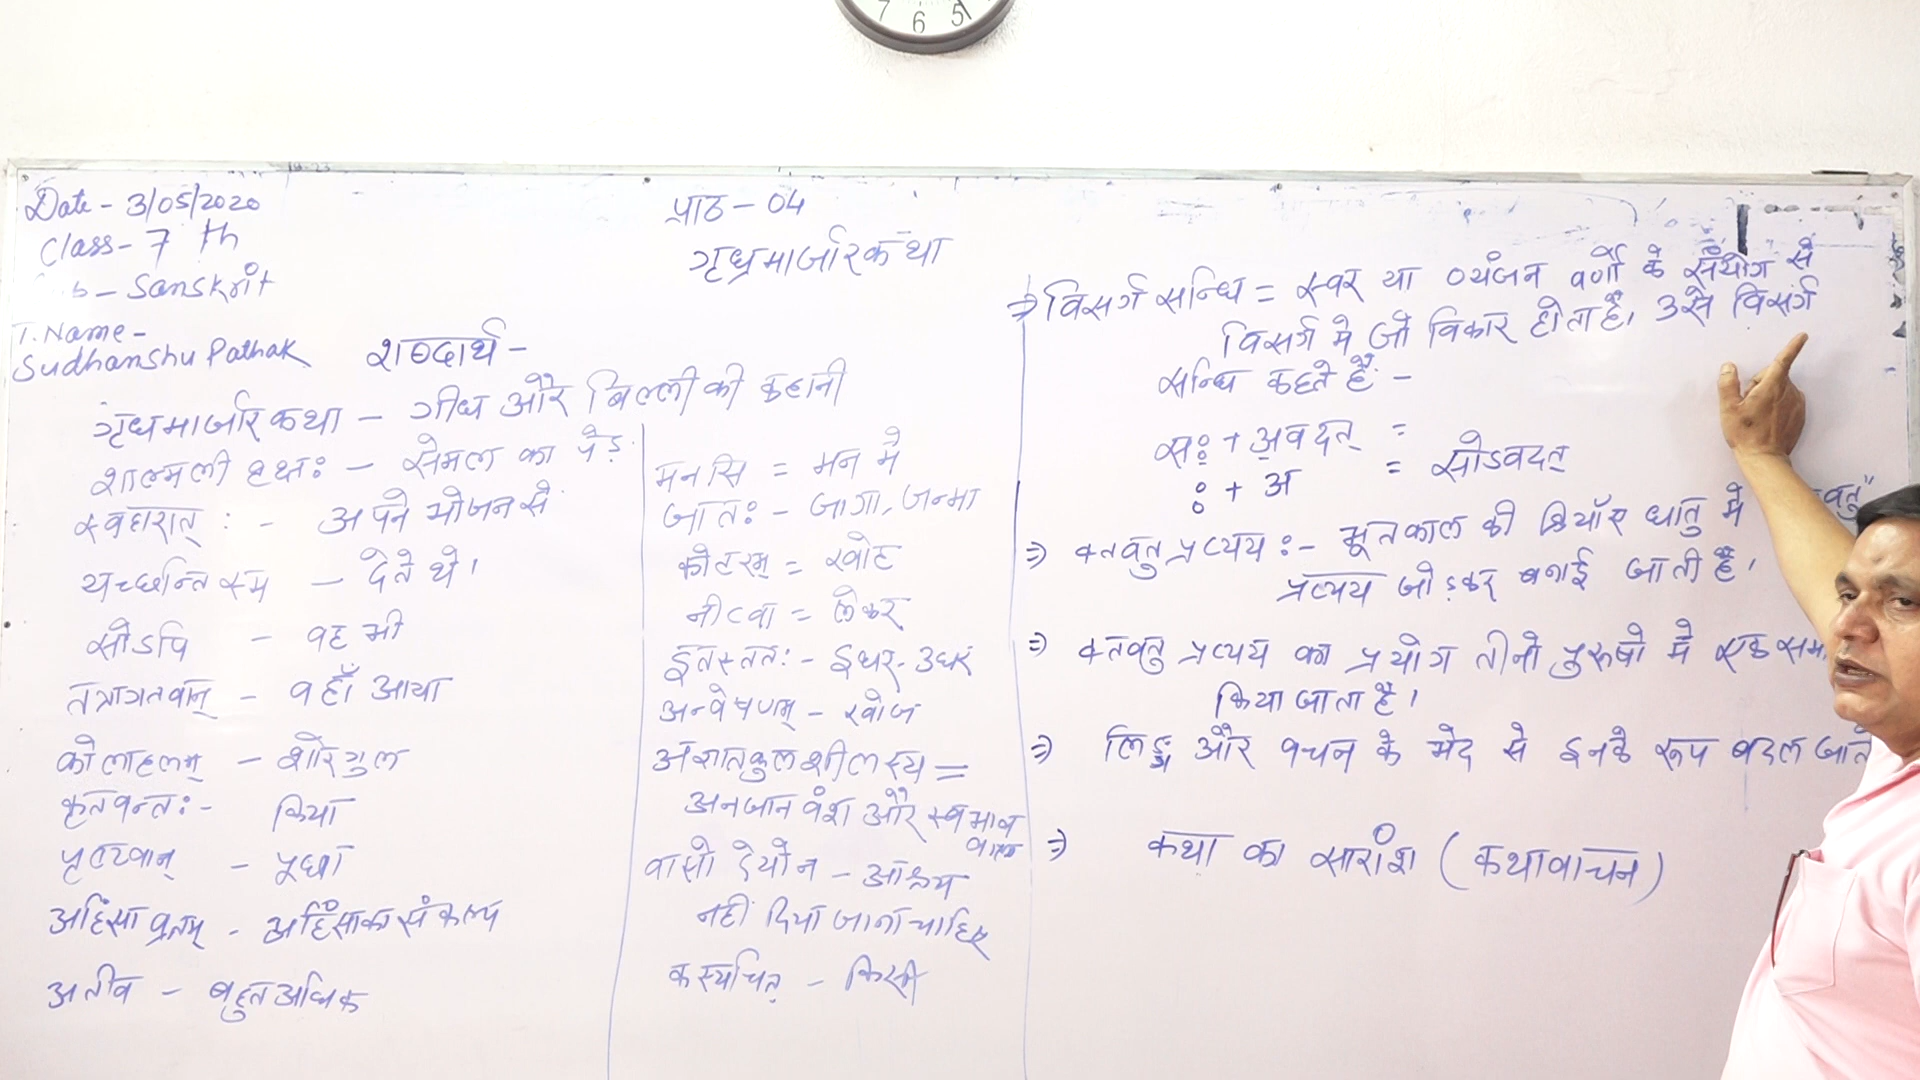 7 6 5
Date - 3/05/2020
Class - 7 th
b - Sanskrit
T. Name -
Sudhanshu Pathak
पाठ - 04
गृध्रमार्जारकथा
शब्दार्थ -
गृध्रमार्जारकथा - गीध और बिल्ली की कहानी
शाल्मली वृक्षः - सेमल का पेड़
स्वहारात् : - अपने भोजन से
यच्छन्ति स्म - देते थे।
सोऽपि - वह भी
तत्रागतवान् - वहाँ आया
कोलाहलम् - शोरगुल
कृतवन्तः - किया
पृष्टवान् - पूछा
अहिंसा व्रतम् - अहिंसा का संकल्प
अतीव - बहुत अधिक
मनसि = मन में
जातः - जागा, जन्मा
कोटरम् = खोट
नीत्वा = लेकर
इतस्ततः - इधर-उधर
अन्वेषणम् - खोज
अज्ञातकुलशीलस्य =
अनजान वंश और स्वभाव
वाला
वासो देयो न - आश्रय
नहीं दिया जाना चाहिए
कस्यचित् - किसी
⇒ विसर्ग सन्धि = स्वर या व्यंजन वर्णों के संयोग से
विसर्ग मे जो विकार होता है, उसे विसर्ग
सन्धि कहते हैं -
सः + अवदत् =
ः + अ = सोऽवदत्
⇒ क्तवतु प्रत्यय :- भूतकाल की क्रियाँए धातु में वतु"
प्रत्यय जोड़कर बनाई जाती है।
⇒ क्तवतु प्रत्यय का प्रयोग तीनो पुरुषो मे एक समा
किया जाता है।
⇒ लिङ्ग और वचन के भेद से इनके रूप बदल जाते
⇒ कथा का सारांश (कथावाचन)